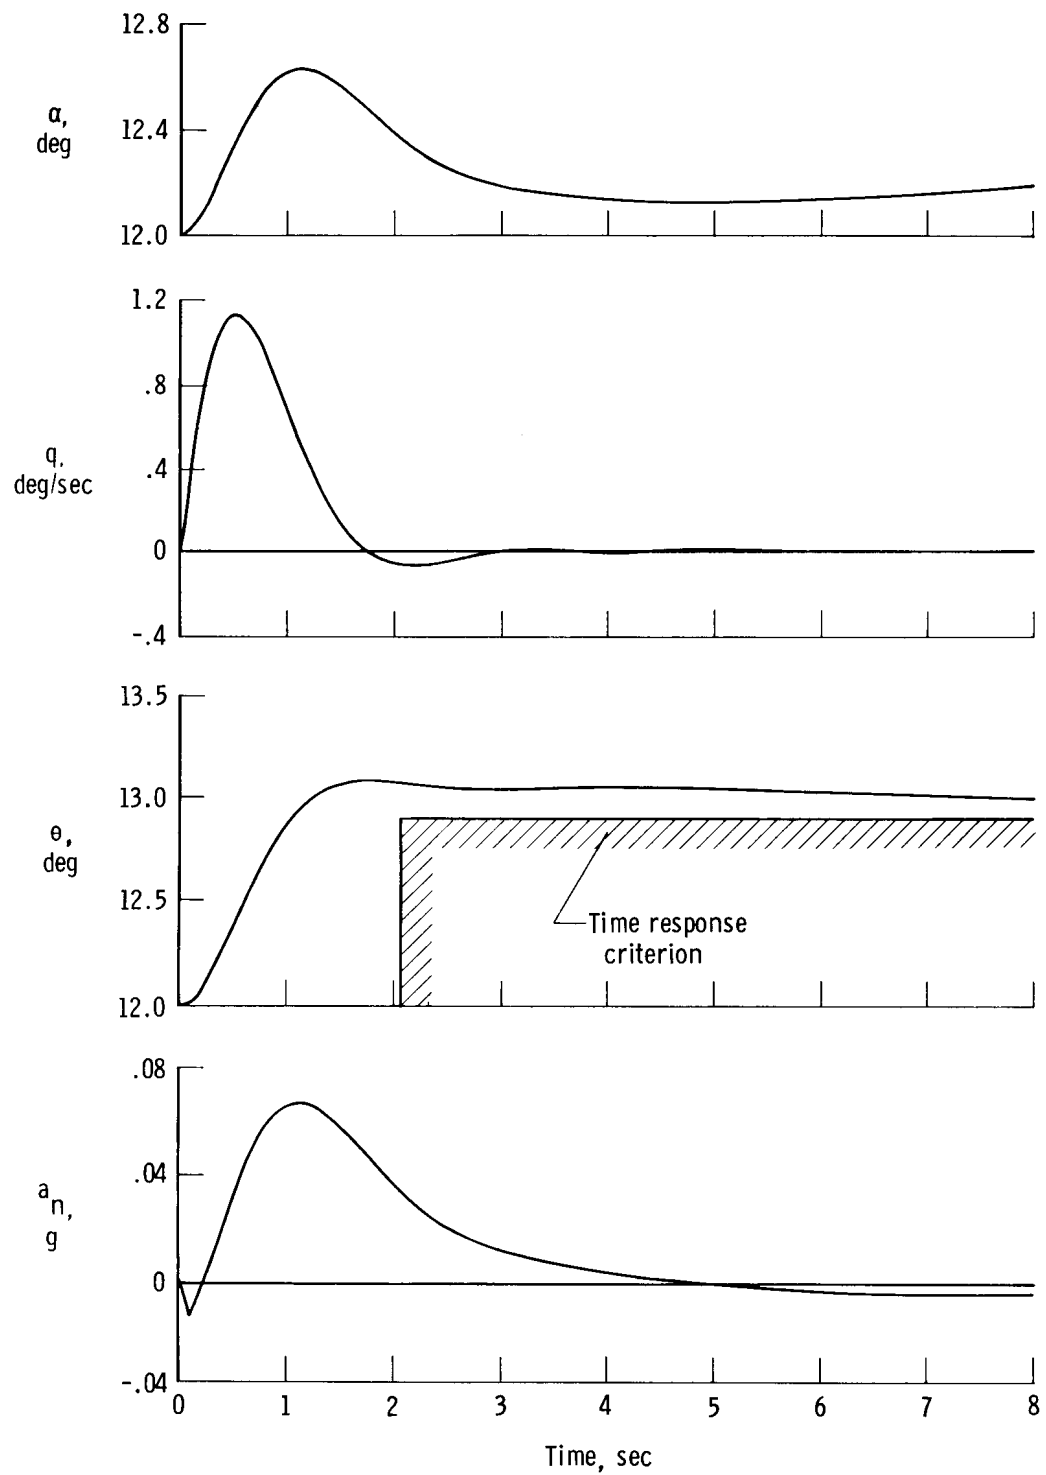 12.8
α,
deg
12.4
12.0
1.2
.8
q,
deg/sec
.4
0
-.4
13.5
13.0
θ,
deg
12.5
Time response
criterion
12.0
.08
.04
an,
g
0
-.04
0 1 2 3 4 5 6 7 8
Time, sec